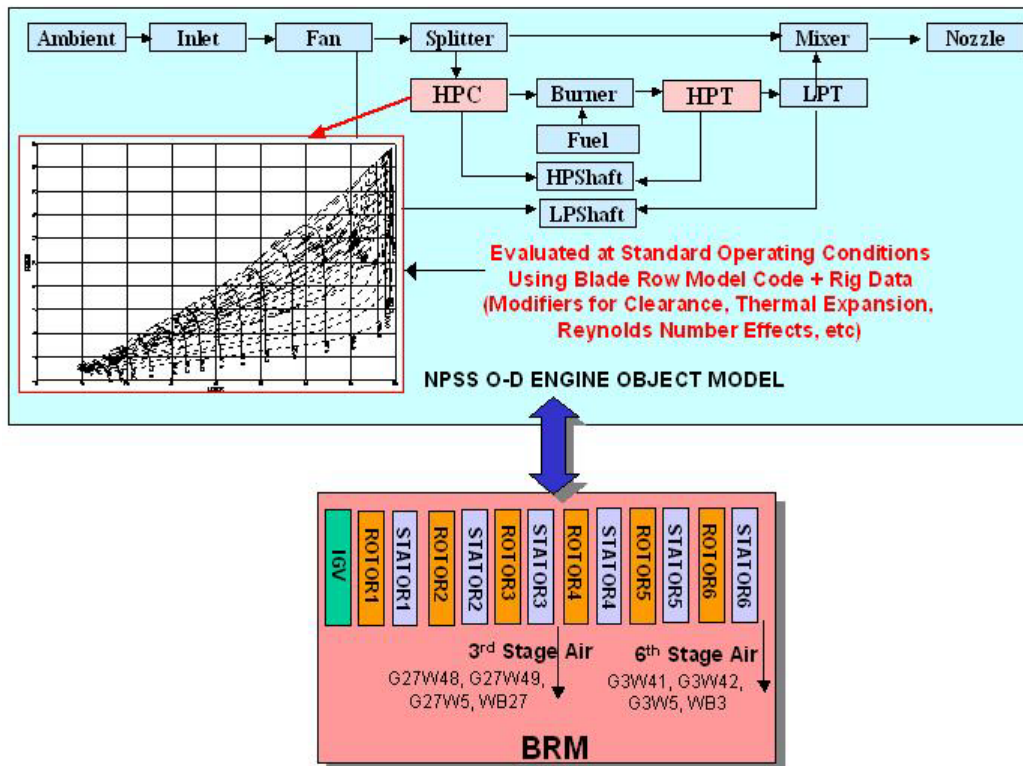 Ambient
Inlet
Fan
Splitter
Mixer
Nozzle
HPC
Burner
HPT
LPT
Fuel
HPShaft
LPShaft
Evaluated at Standard Operating Conditions
Using Blade Row Model Code + Rig Data
(Modifiers for Clearance, Thermal Expansion,
Reynolds Number Effects, etc)
NPSS O-D ENGINE OBJECT MODEL
IGV
ROTOR1
STATOR1
ROTOR2
STATOR2
ROTOR3
STATOR3
ROTOR4
STATOR4
ROTOR5
STATOR5
ROTOR6
STATOR6
3rd Stage Air
G27W48, G27W49,
G27W5, WB27
6th Stage Air
G3W41, G3W42,
G3W5, WB3
BRM